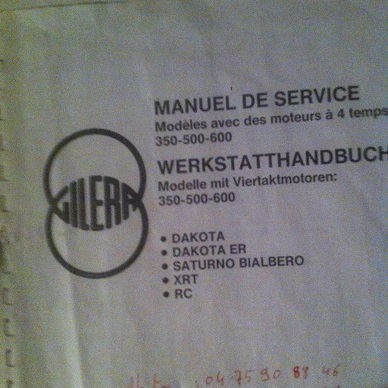 MANUEL DE SERVICE
Modèles avec des moteurs à 4 temps
350-500-600
WERKSTATTHANDBUCH
Modelle mit Viertaktmotoren:
350-500-600
GILERA
• DAKOTA
• DAKOTA ER
• SATURNO BIALBERO
• XRT
• RC
04 75 90 88 46